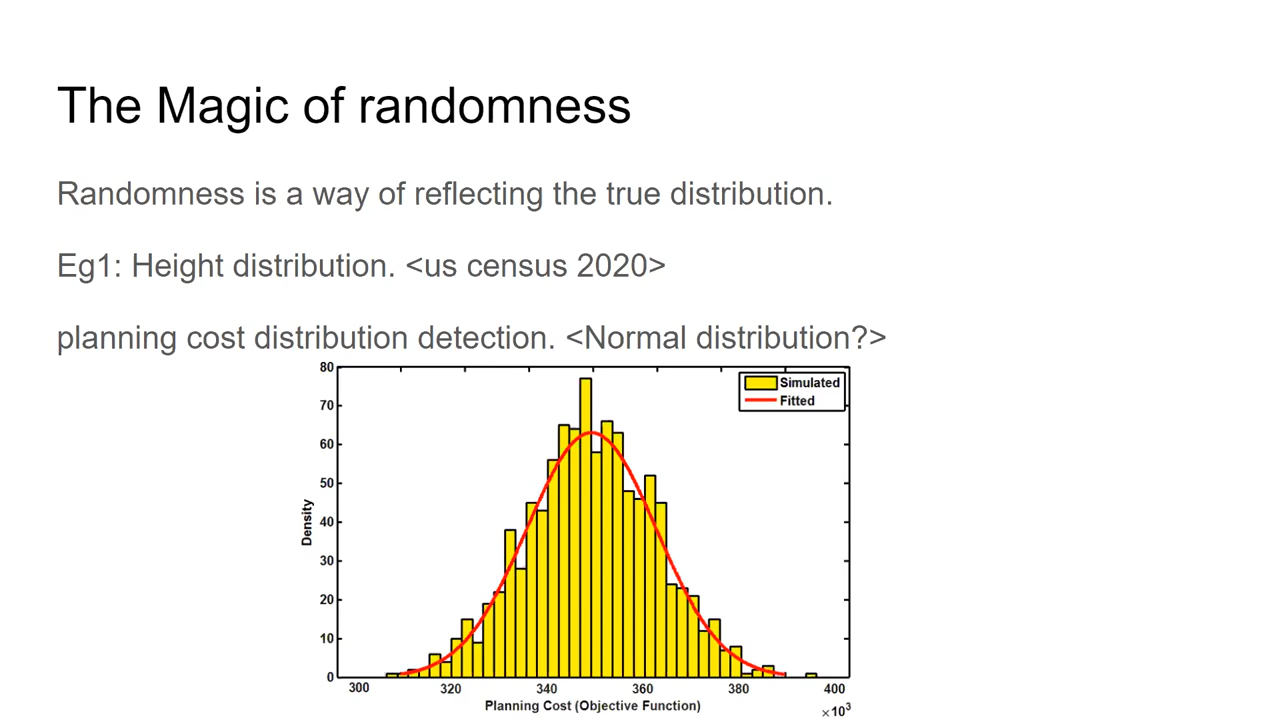 The Magic of randomness
Randomness is a way of reflecting the true distribution.
Eg1: Height distribution. <us census 2020>
planning cost distribution detection. <Normal distribution?>
80
70
60
50
40
30
20
10
0
Density
Simulated
Fitted
300 320 340 360 380 400
Planning Cost (Objective Function)
×10³